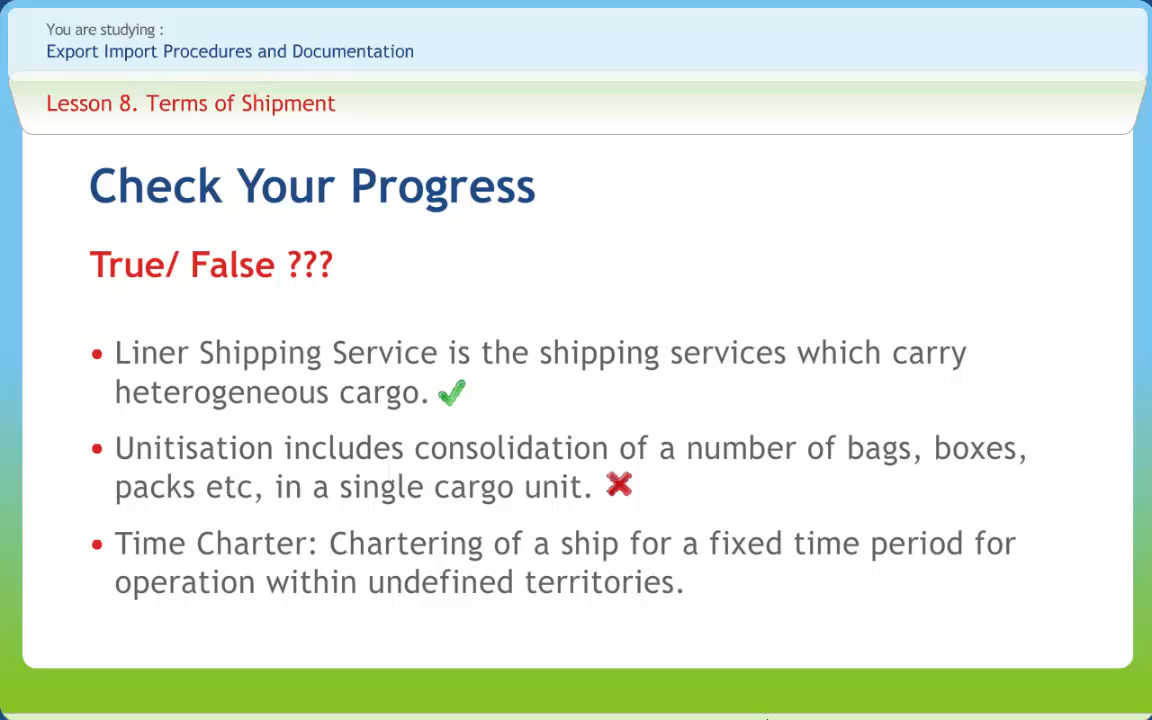 You are studying :
Export Import Procedures and Documentation
Lesson 8. Terms of Shipment
Check Your Progress
True/ False ???
• Liner Shipping Service is the shipping services which carry
heterogeneous cargo.
• Unitisation includes consolidation of a number of bags, boxes,
packs etc, in a single cargo unit.
• Time Charter: Chartering of a ship for a fixed time period for
operation within undefined territories.